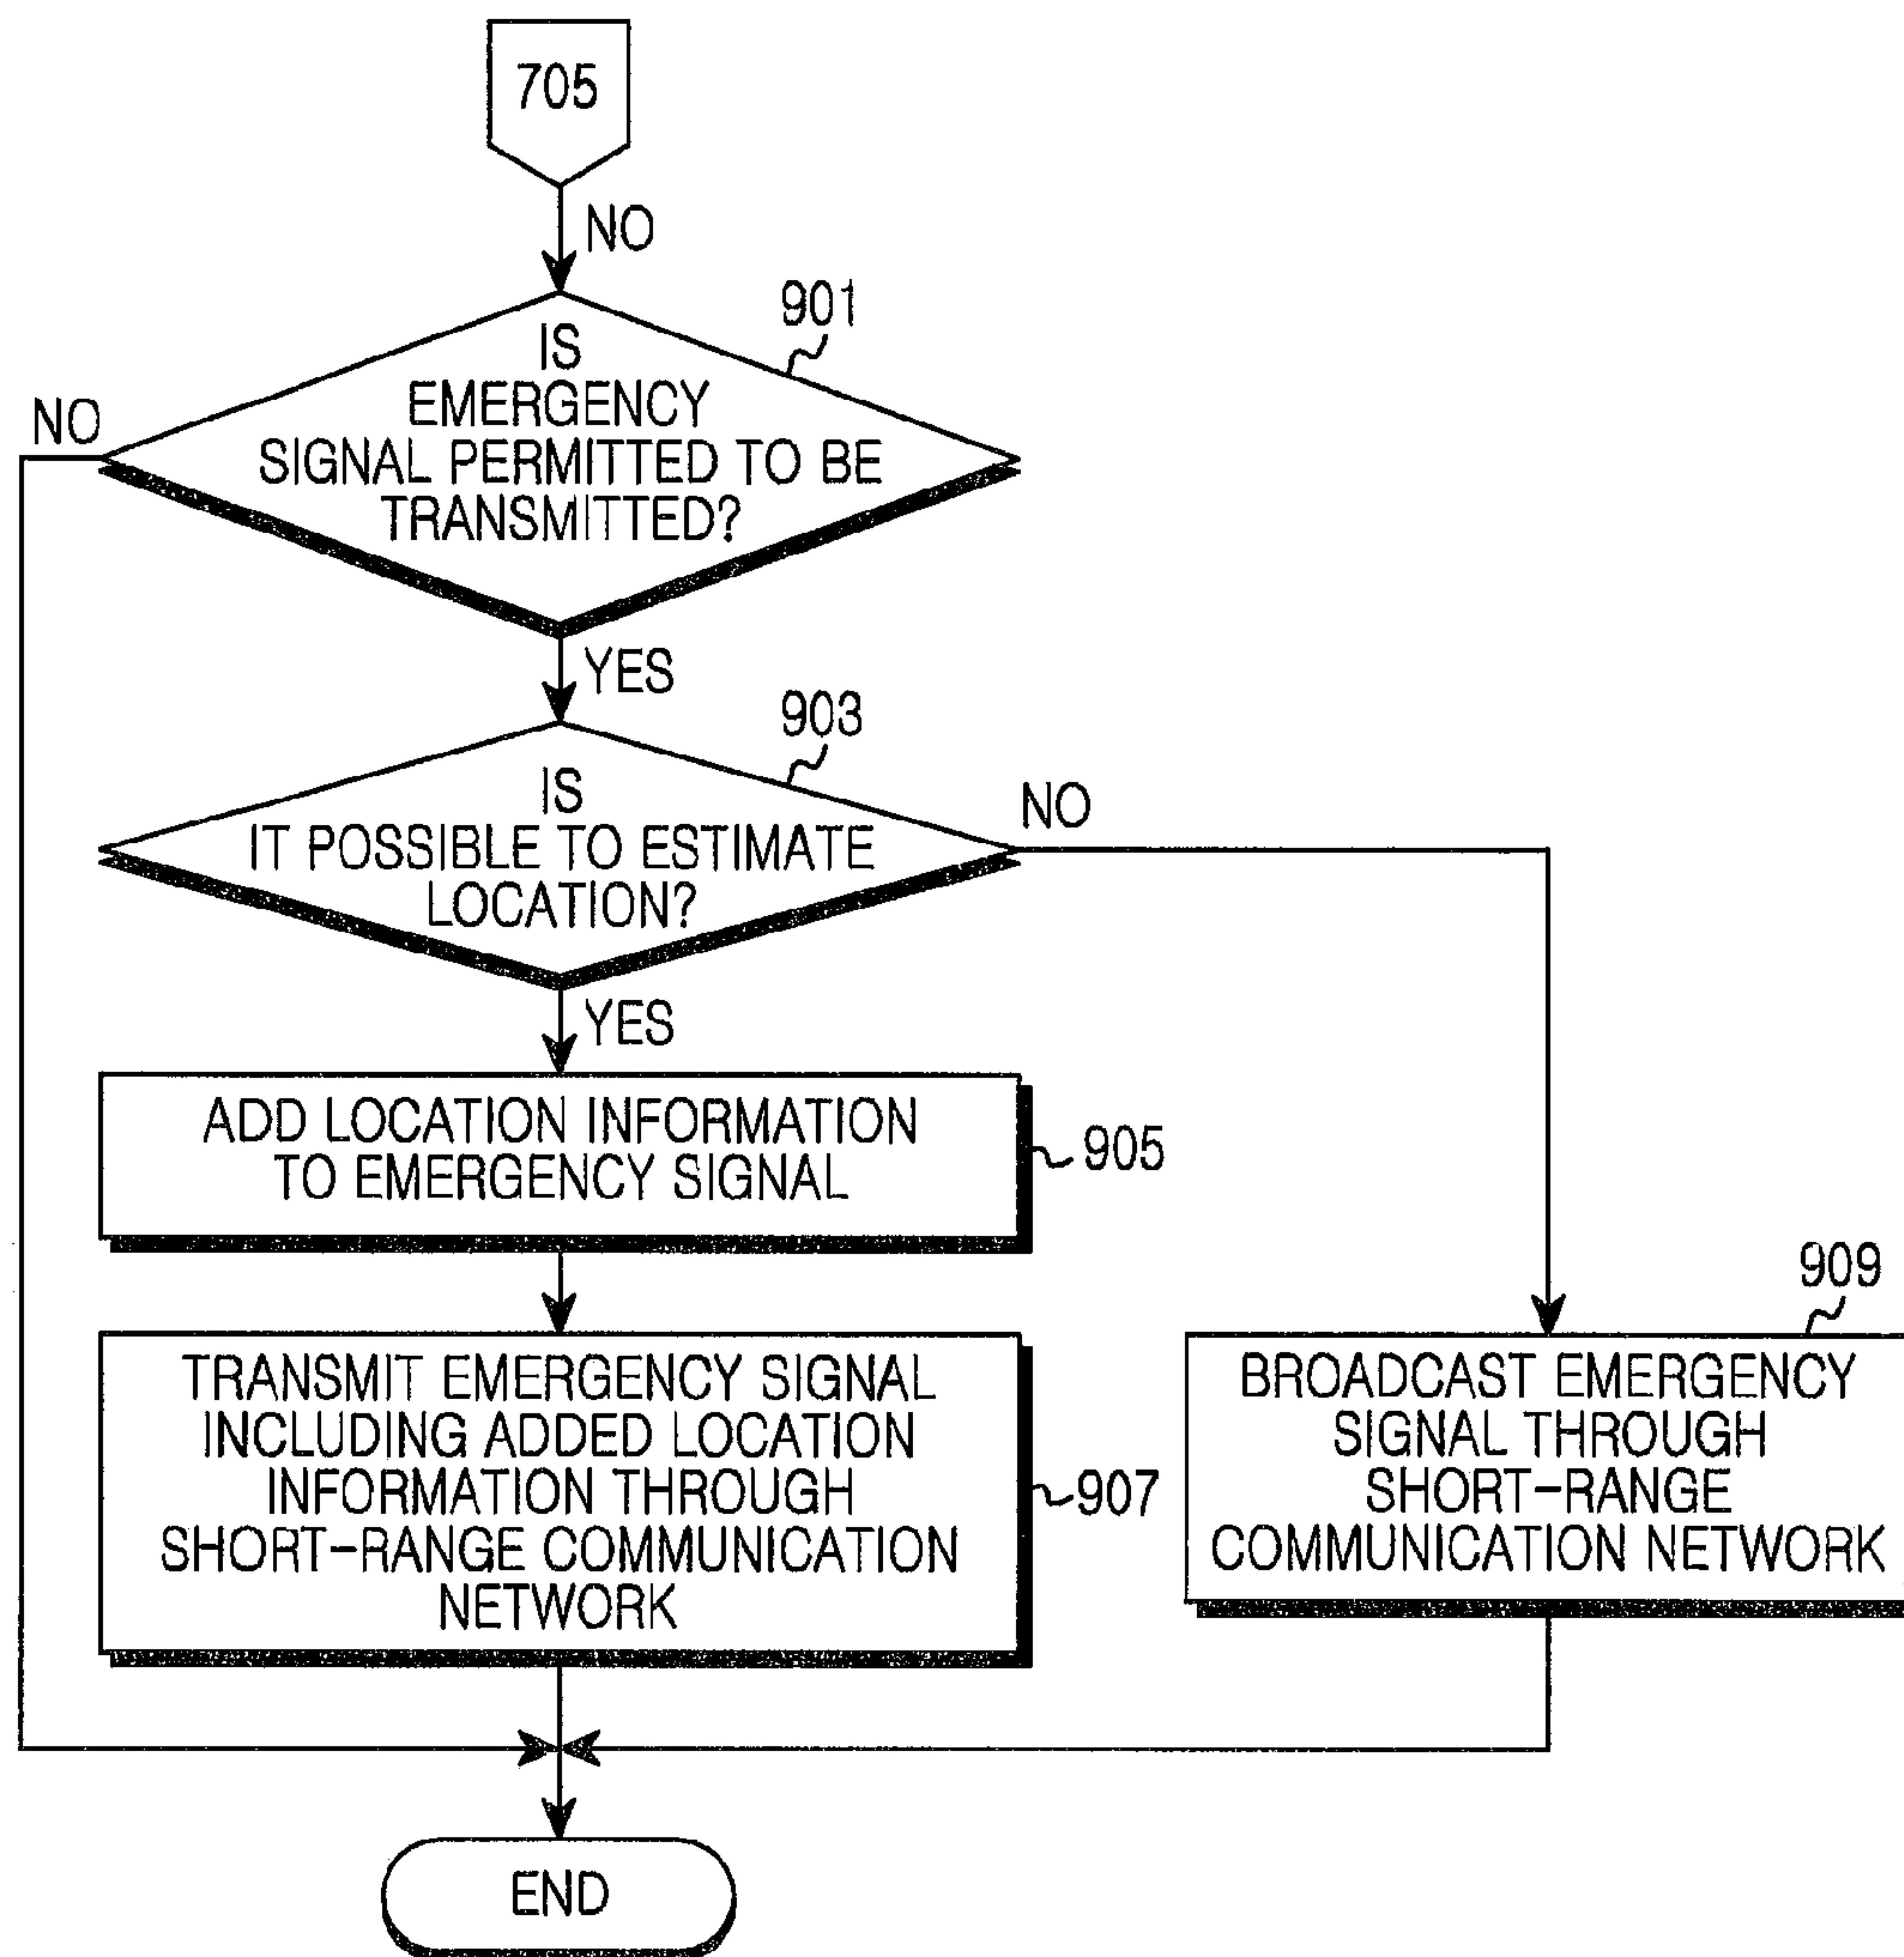 705
NO
901
IS
EMERGENCY
SIGNAL PERMITTED TO BE
TRANSMITTED?
NO
YES
903
IS
IT POSSIBLE TO ESTIMATE
LOCATION?
NO
YES
ADD LOCATION INFORMATION
TO EMERGENCY SIGNAL
905
TRANSMIT EMERGENCY SIGNAL
INCLUDING ADDED LOCATION
INFORMATION THROUGH
SHORT-RANGE COMMUNICATION
NETWORK
907
909
BROADCAST EMERGENCY
SIGNAL THROUGH
SHORT-RANGE
COMMUNICATION NETWORK
END